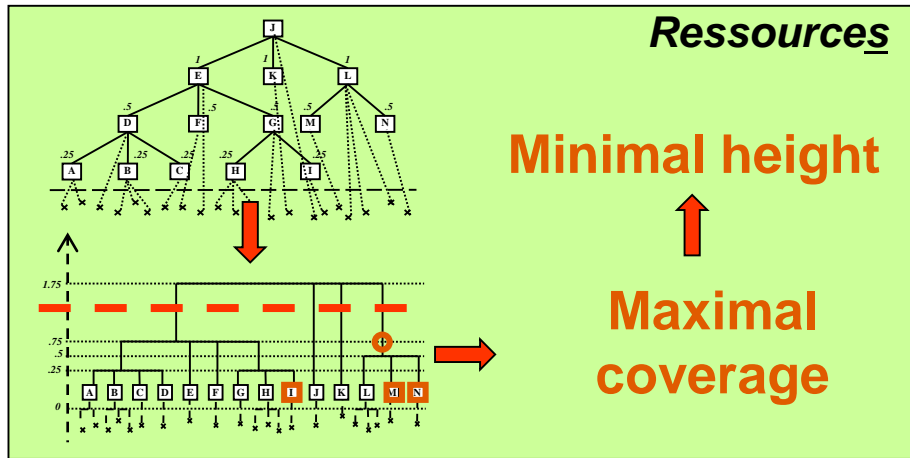 Ressources
J
1 1 1
E K L
.5 .5 .5 .5 .5
D F G M N
.25 .25 .25 .25
A B C H I
Minimal height
1.75
Maximal
coverage
.75
.5
.25
A B C D E F G H I J K L M N
0